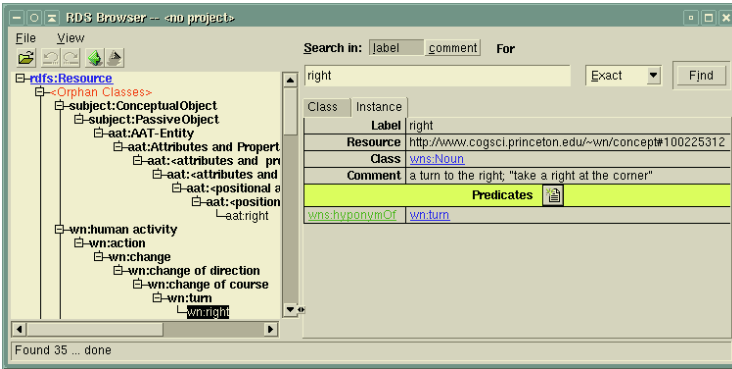 RDS Browser -- <no project>
File View
Search in: label comment For
right Exact Find
rdfs:Resource
<Orphan Classes>
subject:ConceptualObject
subject:PassiveObject
aat:AAT-Entity
aat:Attributes and Propert
aat:<attributes and pr
aat:<attributes and
aat:<positional a
aat:<position
aat:right
wn:human activity
wn:action
wn:change
wn:change of direction
wn:change of course
wn:turn
wn:right
Class Instance
Label right
Resource http://www.cogsci.princeton.edu/~wn/concept#100225312
Class wns:Noun
Comment a turn to the right; "take a right at the corner"
Predicates
wns:hyponymOf wn:turn
Found 35 ... done